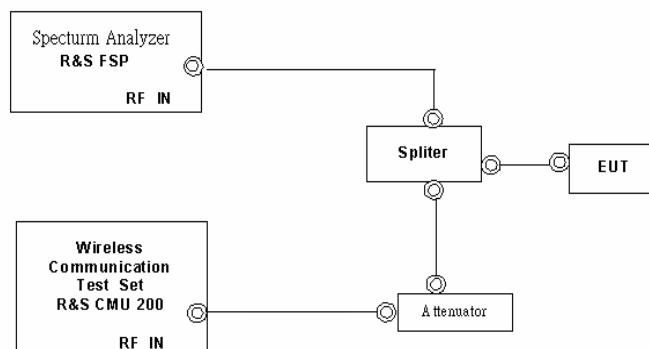 Specturm Analyzer
R&S FSP
RF IN
Spliter
EUT
Wireless
Communication
Test Set
R&S CMU 200
RF IN
Attenuator